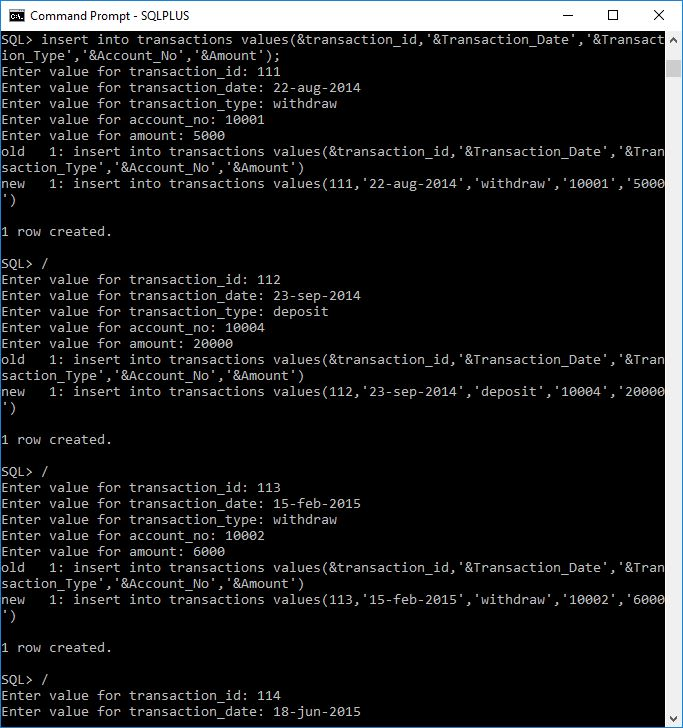 Command Prompt - SQLPLUS
SQL> insert into transactions values(&transaction_id,'&Transaction_Date','&Transact
ion_Type','&Account_No','&Amount');
Enter value for transaction_id: 111
Enter value for transaction_date: 22-aug-2014
Enter value for transaction_type: withdraw
Enter value for account_no: 10001
Enter value for amount: 5000
old   1: insert into transactions values(&transaction_id,'&Transaction_Date','&Tran
saction_Type','&Account_No','&Amount')
new   1: insert into transactions values(111,'22-aug-2014','withdraw','10001','5000
')
1 row created.
SQL> /
Enter value for transaction_id: 112
Enter value for transaction_date: 23-sep-2014
Enter value for transaction_type: deposit
Enter value for account_no: 10004
Enter value for amount: 20000
old   1: insert into transactions values(&transaction_id,'&Transaction_Date','&Tran
saction_Type','&Account_No','&Amount')
new   1: insert into transactions values(112,'23-sep-2014','deposit','10004','20000
')
1 row created.
SQL> /
Enter value for transaction_id: 113
Enter value for transaction_date: 15-feb-2015
Enter value for transaction_type: withdraw
Enter value for account_no: 10002
Enter value for amount: 6000
old   1: insert into transactions values(&transaction_id,'&Transaction_Date','&Tran
saction_Type','&Account_No','&Amount')
new   1: insert into transactions values(113,'15-feb-2015','withdraw','10002','6000
')
1 row created.
SQL> /
Enter value for transaction_id: 114
Enter value for transaction_date: 18-jun-2015